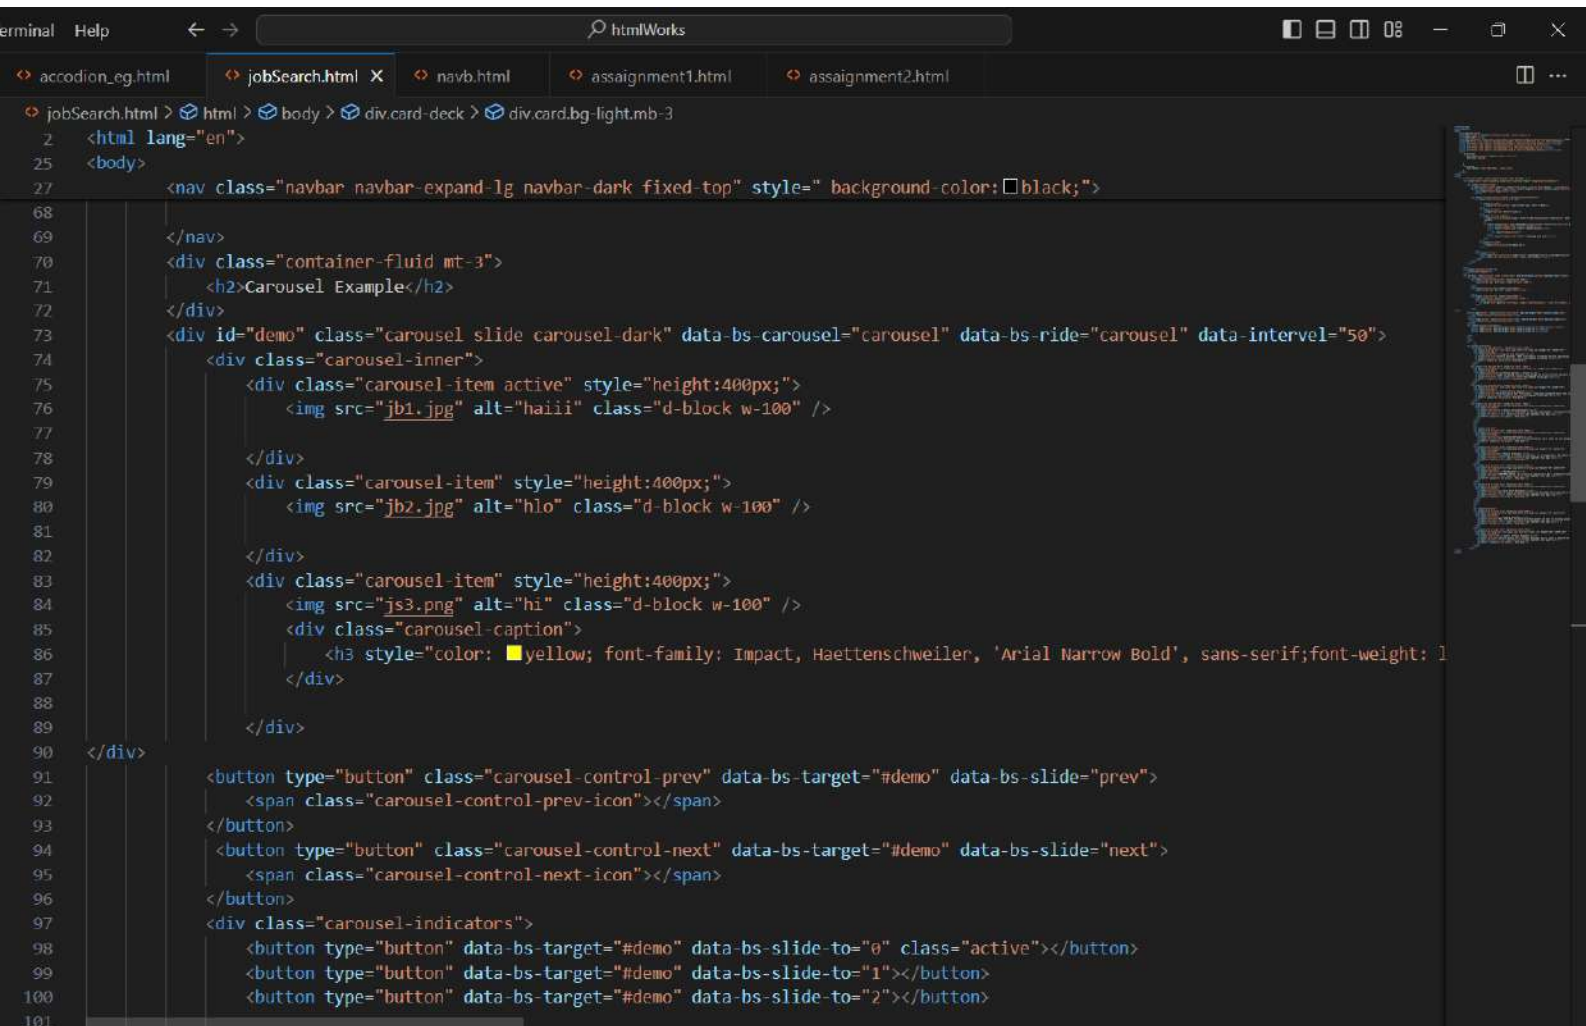 erminal Help ← → htmlWorks
accodion_eg.html jobSearch.html X navb.html assaignment1.html assaignment2.html ...
jobSearch.html > html > body > div.card-deck > div.card.bg-light.mb-3
2 <html lang="en">
25 <body>
27 <nav class="navbar navbar-expand-lg navbar-dark fixed-top" style=" background-color: black;">
68
69 </nav>
70 <div class="container-fluid mt-3">
71 <h2>Carousel Example</h2>
72 </div>
73 <div id="demo" class="carousel slide carousel-dark" data-bs-carousel="carousel" data-bs-ride="carousel" data-intervel="50">
74 <div class="carousel-inner">
75 <div class="carousel-item active" style="height:400px;">
76 <img src="jb1.jpg" alt="haiii" class="d-block w-100" />
77
78 </div>
79 <div class="carousel-item" style="height:400px;">
80 <img src="jb2.jpg" alt="hlo" class="d-block w-100" />
81
82 </div>
83 <div class="carousel-item" style="height:400px;">
84 <img src="js3.png" alt="hi" class="d-block w-100" />
85 <div class="carousel-caption">
86 <h3 style="color: yellow; font-family: Impact, Haettenschweiler, 'Arial Narrow Bold', sans-serif;font-weight: l
87 </div>
88
89 </div>
90 </div>
91 <button type="button" class="carousel-control-prev" data-bs-target="#demo" data-bs-slide="prev">
92 <span class="carousel-control-prev-icon"></span>
93 </button>
94 <button type="button" class="carousel-control-next" data-bs-target="#demo" data-bs-slide="next">
95 <span class="carousel-control-next-icon"></span>
96 </button>
97 <div class="carousel-indicators">
98 <button type="button" data-bs-target="#demo" data-bs-slide-to="0" class="active"></button>
99 <button type="button" data-bs-target="#demo" data-bs-slide-to="1"></button>
100 <button type="button" data-bs-target="#demo" data-bs-slide-to="2"></button>
101